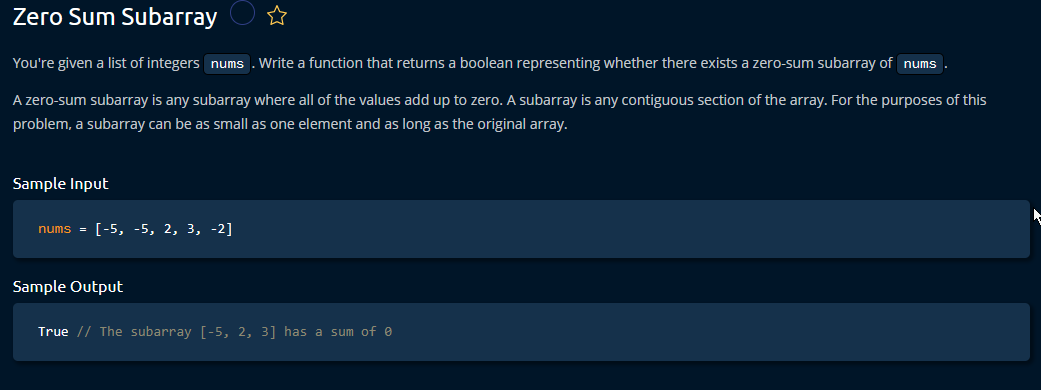 Zero Sum Subarray
You're given a list of integers nums. Write a function that returns a boolean representing whether there exists a zero-sum subarray of nums.
A zero-sum subarray is any subarray where all of the values add up to zero. A subarray is any contiguous section of the array. For the purposes of this
problem, a subarray can be as small as one element and as long as the original array.
Sample Input
nums = [-5, -5, 2, 3, -2]
Sample Output
True // The subarray [-5, 2, 3] has a sum of 0